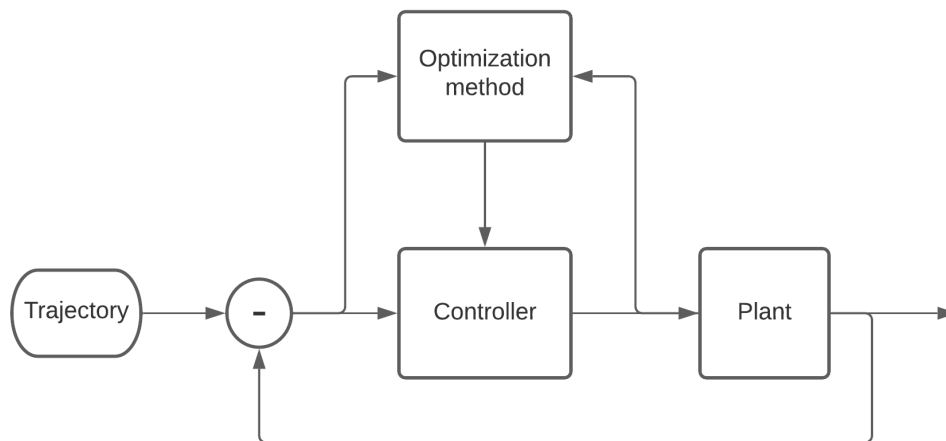 Optimization
method
Trajectory
-
Controller
Plant